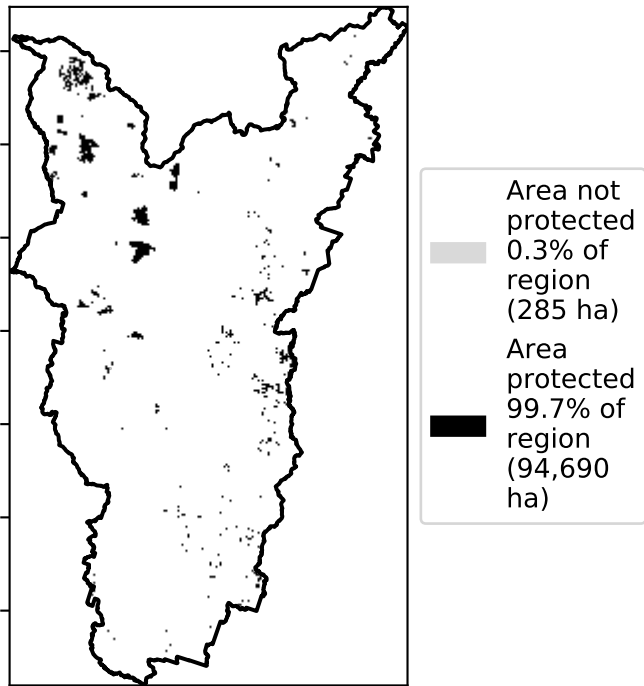 Area not
protected
0.3% of
region
(285 ha)
Area
protected
99.7% of
region
(94,690
ha)